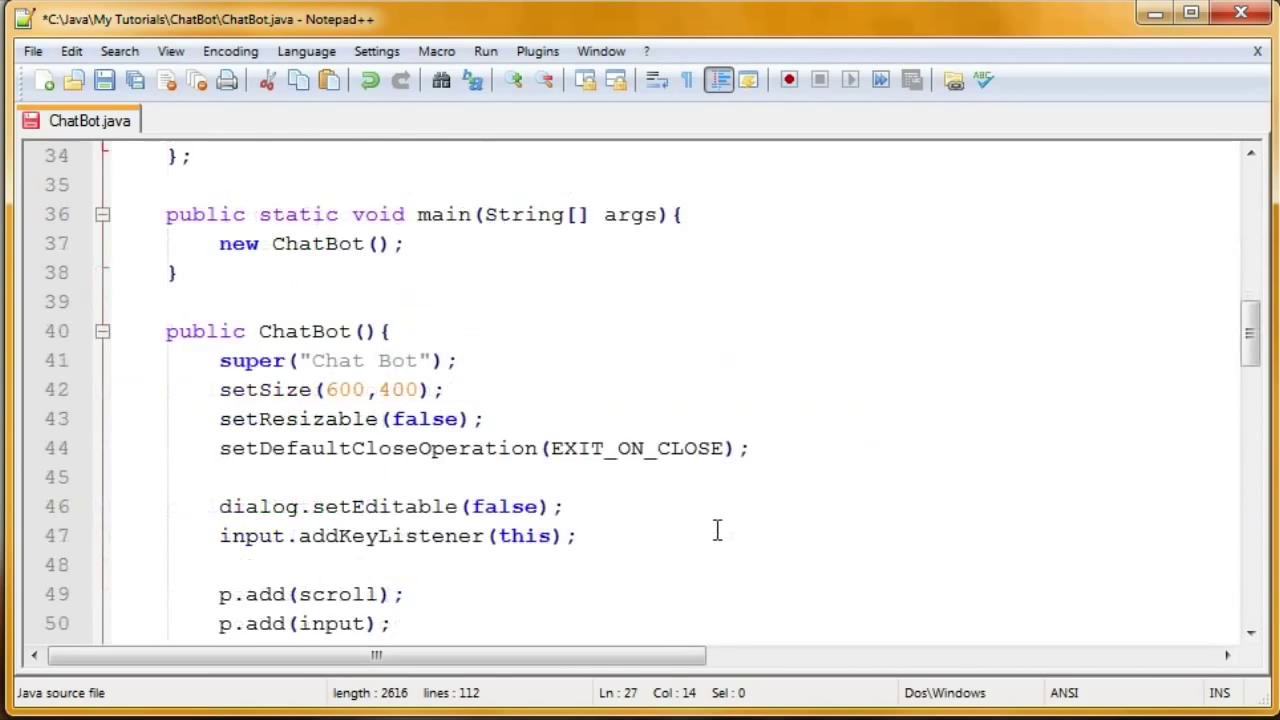 *C:\Java\My Tutorials\ChatBot\ChatBot.java - Notepad++
File Edit Search View Encoding Language Settings Macro Run Plugins Window ? X
ABC
ChatBot.java
34 };
35
36 public static void main(String[] args){
37 new ChatBot();
38 }
39
40 public ChatBot(){
41 super("Chat Bot");
42 setSize(600,400);
43 setResizable(false);
44 setDefaultCloseOperation(EXIT_ON_CLOSE);
45
46 dialog.setEditable(false);
47 input.addKeyListener(this);
48
49 p.add(scroll);
50 p.add(input);
Java source file length : 2616 lines : 112 Ln : 27 Col : 14 Sel : 0 Dos\Windows ANSI INS